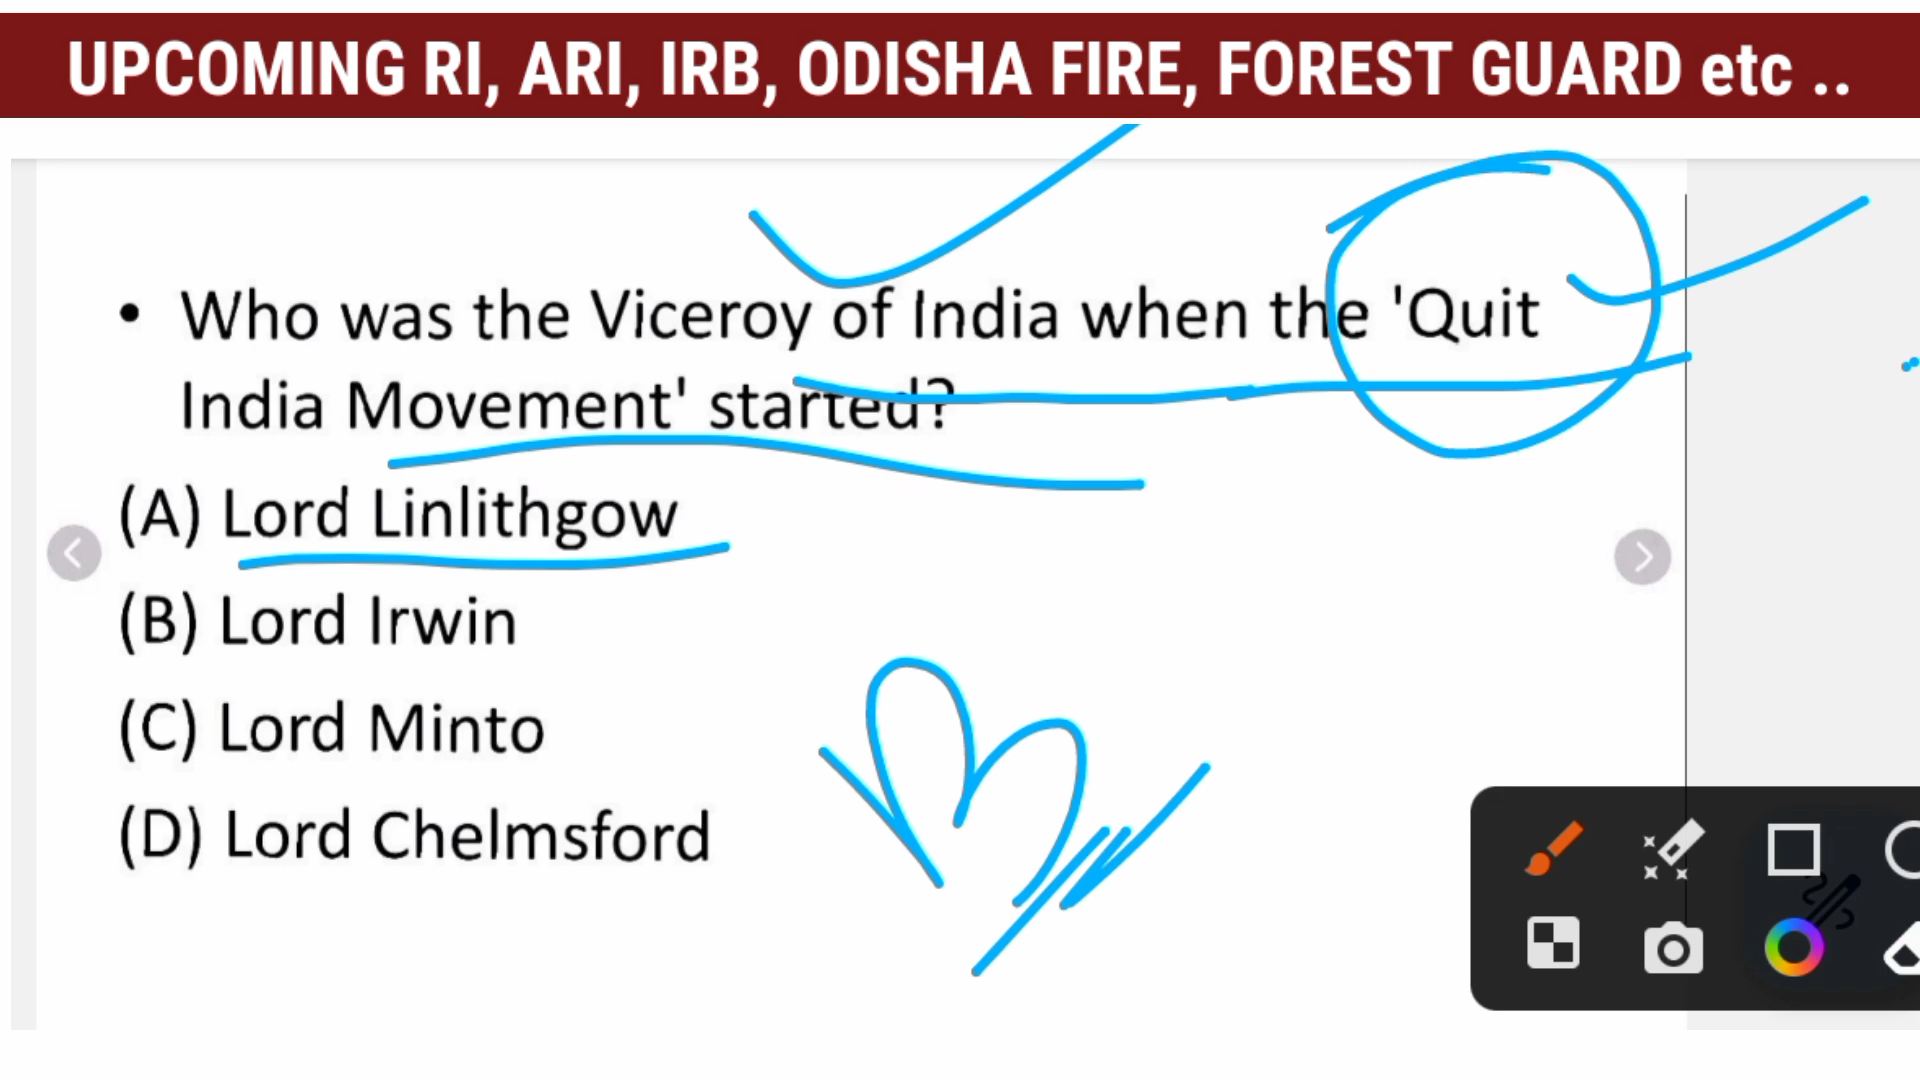 UPCOMING RI, ARI, IRB, ODISHA FIRE, FOREST GUARD etc ..
• Who was the Viceroy of India when the 'Quit
India Movement' started?
(A) Lord Linlithgow
(B) Lord Irwin
(C) Lord Minto
(D) Lord Chelmsford